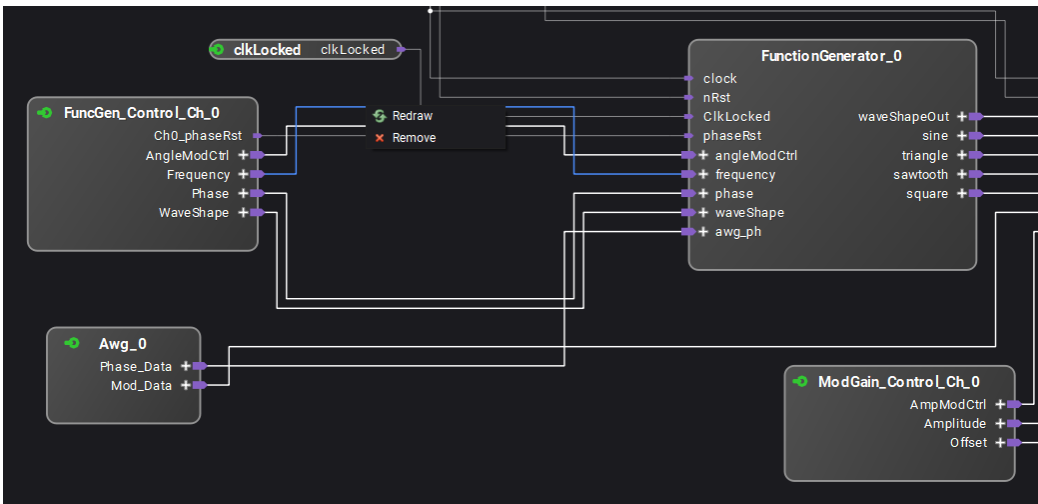 clkLocked clkLocked
FunctionGenerator_0
clock
nRst
ClkLocked
phaseRst
angleModCtrl
frequency
phase
waveShape
awg_ph
waveShapeOut
sine
triangle
sawtooth
square
FuncGen_Control_Ch_0
Ch0_phaseRst
AngleModCtrl
Frequency
Phase
WaveShape
Redraw
Remove
Awg_0
Phase_Data
Mod_Data
ModGain_Control_Ch_0
AmpModCtrl
Amplitude
Offset